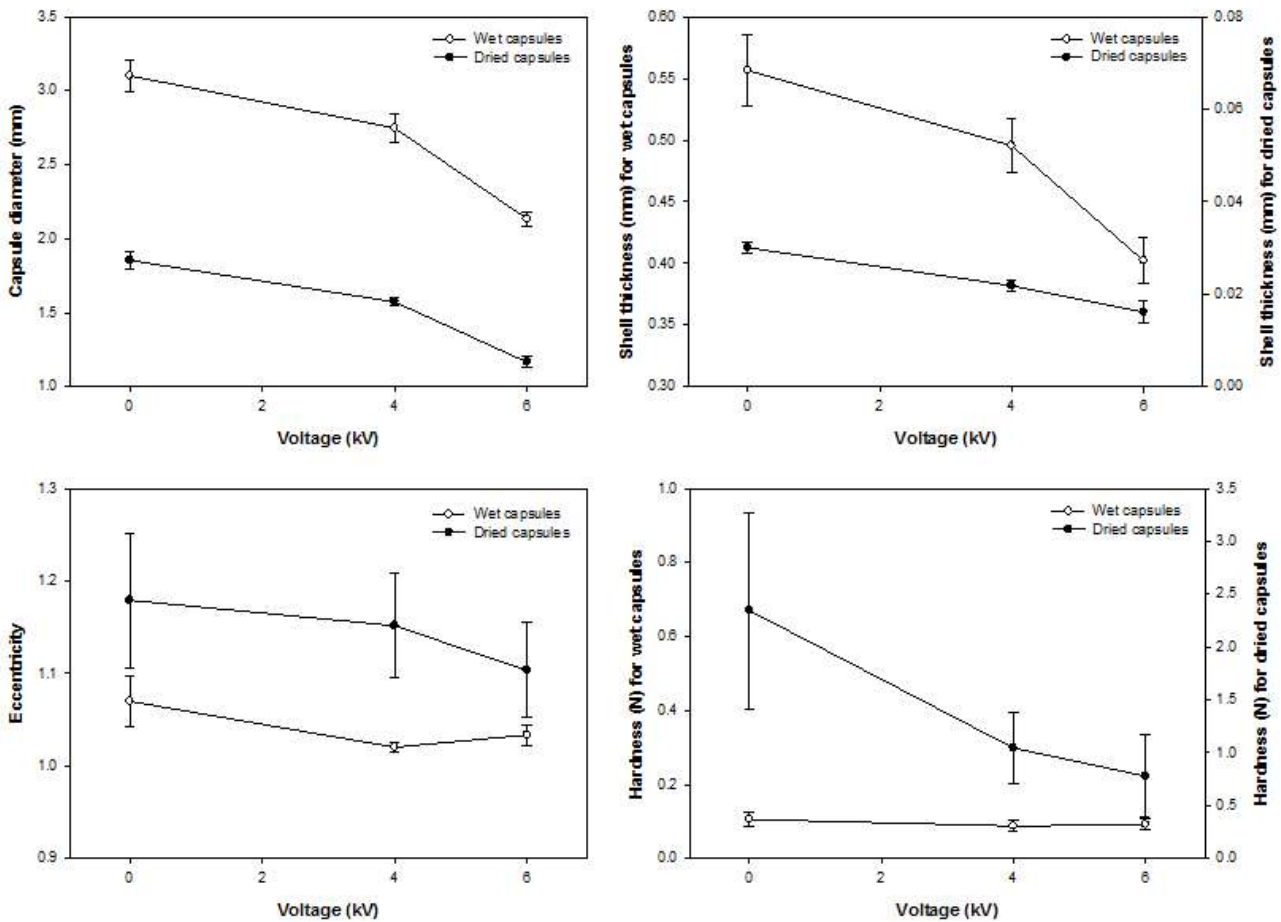 Capsule diameter (mm)
3.5
3.0
2.5
2.0
1.5
1.0
Wet capsules
Dried capsules
0 2 4 6
Voltage (kV)
Shell thickness (mm) for wet capsules
0.60
0.55
0.50
0.45
0.40
0.35
0.30
Wet capsules
Dried capsules
0.08
0.06
0.04
0.02
0.00
Shell thickness (mm) for dried capsules
0 2 4 6
Voltage (kV)
Eccentricity
1.3
1.2
1.1
1.0
0.9
Wet capsules
Dried capsules
0 2 4 6
Voltage (kV)
Hardness (N) for wet capsules
1.0
0.8
0.6
0.4
0.2
0.0
Wet capsules
Dried capsules
3.5
3.0
2.5
2.0
1.5
1.0
0.5
0.0
Hardness (N) for dried capsules
0 2 4 6
Voltage (kV)